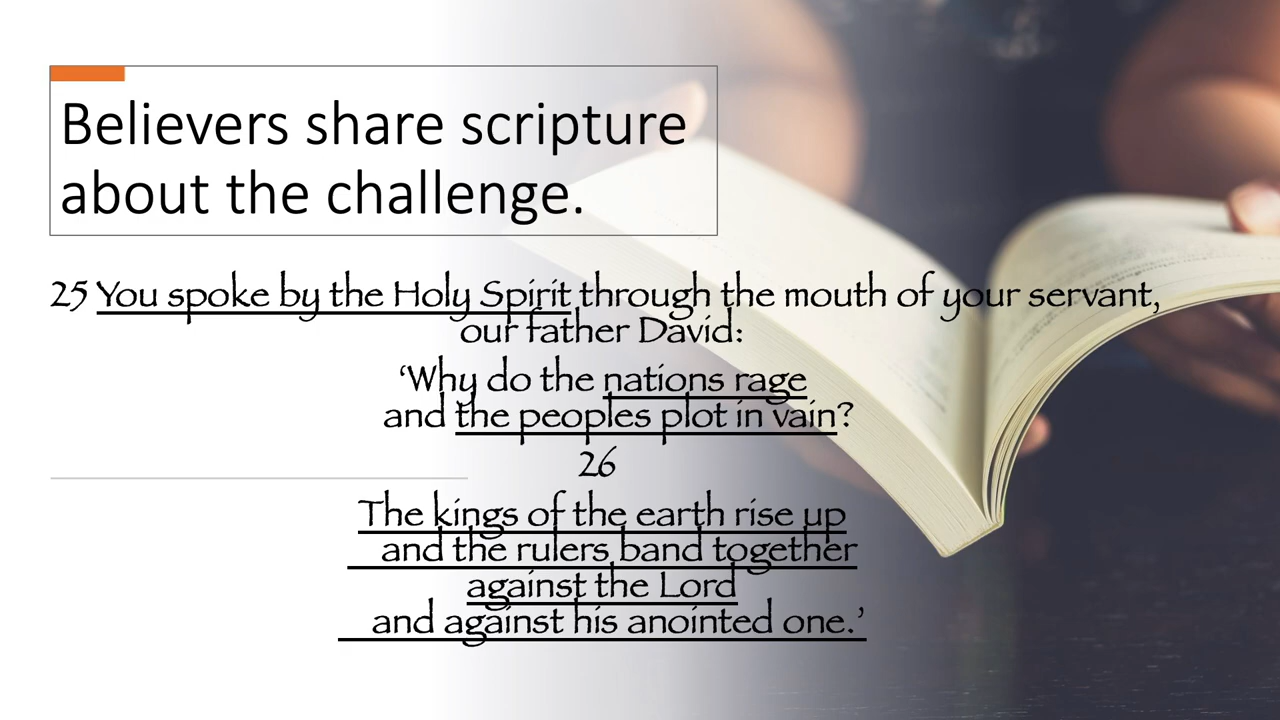 Believers share scripture
about the challenge.
25 You spoke by the Holy Spirit through the mouth of your servant,
our father David:
‘Why do the nations rage
and the peoples plot in vain?
26
The kings of the earth rise up
and the rulers band together
against the Lord
and against his anointed one.’